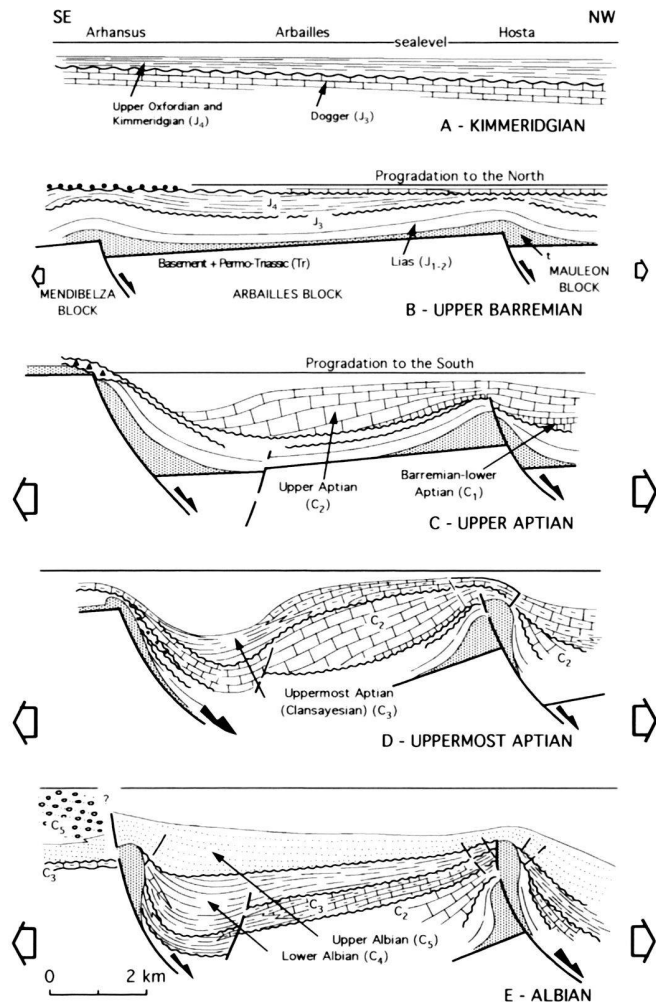 SE NW
Arhansus Arbailles Hosta
sealevel
Upper Oxfordian and
Kimmeridgian (J4)
Dogger (J3)
A - KIMMERIDGIAN
Progradation to the North
J4
J3
Basement + Permo-Triassic (Tr)
Lias (J1-2)
t
MENDIBELZA
BLOCK
ARBAILLES BLOCK
MAULEON
BLOCK
B - UPPER BARREMIAN
Progradation to the South
Upper Aptian
(C2)
Barremian-lower
Aptian (C1)
C - UPPER APTIAN
C2
C2
Uppermost Aptian
(Clansayesian) (C3)
D - UPPERMOST APTIAN
?
C5
C3
C3
C2
Upper Albian (C5)
Lower Albian (C4)
0 2 km
E - ALBIAN